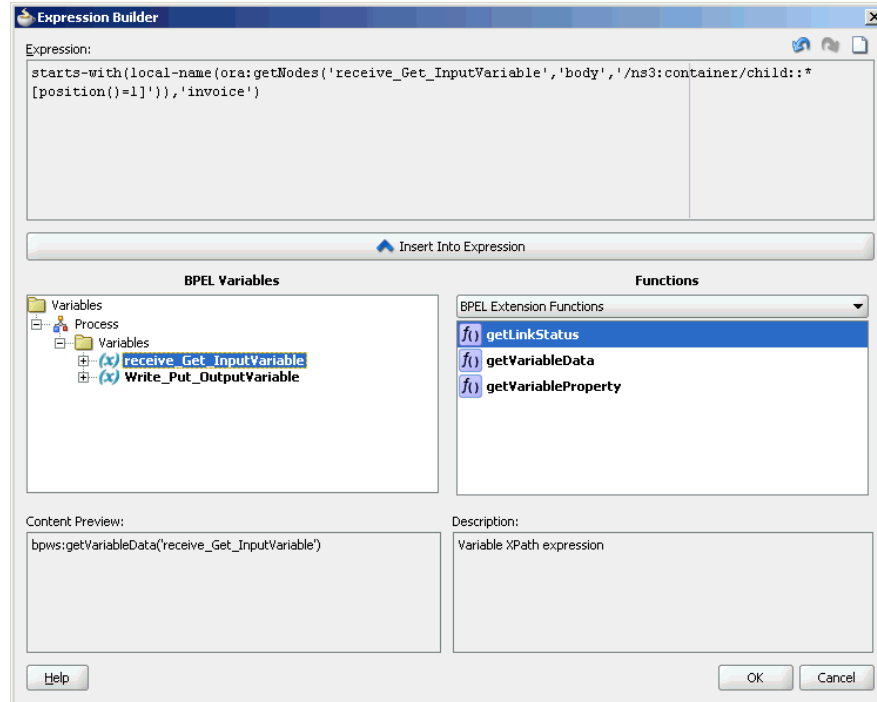 Expression Builder
Expression:
starts-with(local-name(ora:getNodes('receive_Get_InputVariable','body','/ns3:container/child::*
[position()=1]')),'invoice')
Insert Into Expression
BPEL Variables
Functions
Variables
Process
Variables
(x) receive_Get_InputVariable
(x) Write_Put_OutputVariable
BPEL Extension Functions
f() getLinkStatus
f() getVariableData
f() getVariableProperty
Content Preview:
bpws:getVariableData('receive_Get_InputVariable')
Description:
Variable XPath expression
Help
OK
Cancel